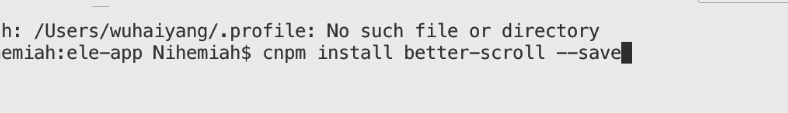 h: /Users/wuhaiyang/.profile: No such file or directory
emiah:ele-app Nihemiah$ cnpm install better-scroll --save